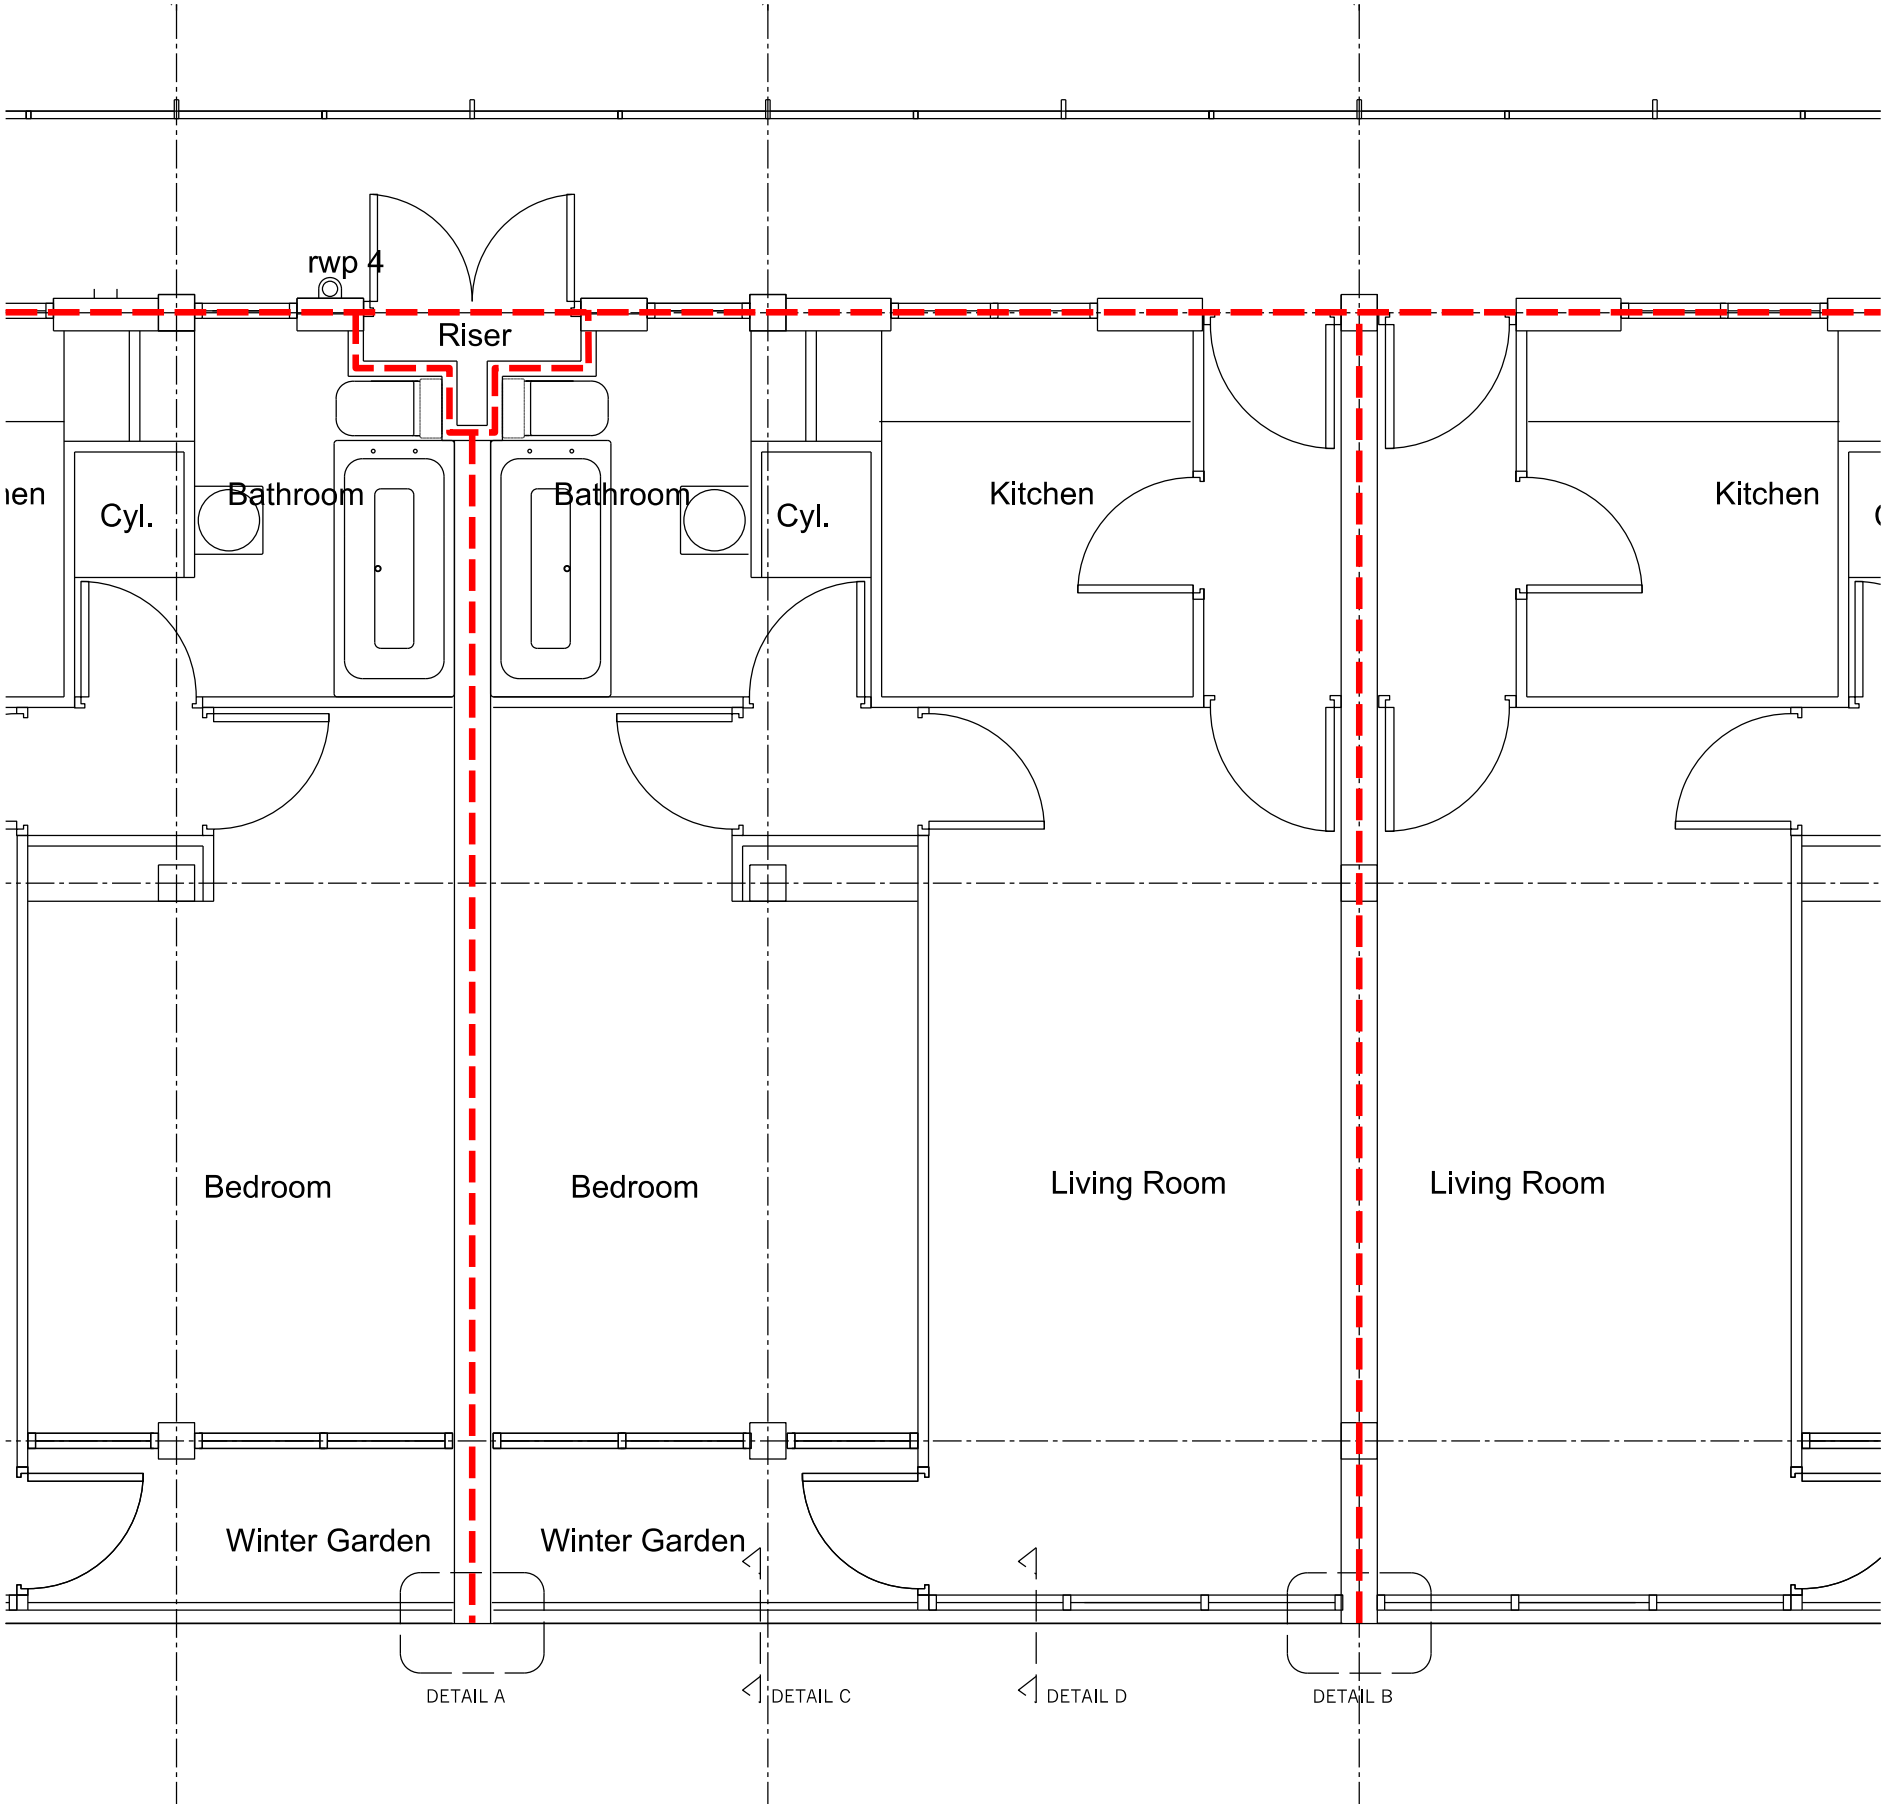 rwp 4
Riser
Bathroom
Bathroom
Kitchen
Kitchen
Cyl.
Cyl.
Bedroom
Bedroom
Living Room
Living Room
Winter Garden
Winter Garden
DETAIL A
DETAIL C
DETAIL D
DETAIL B